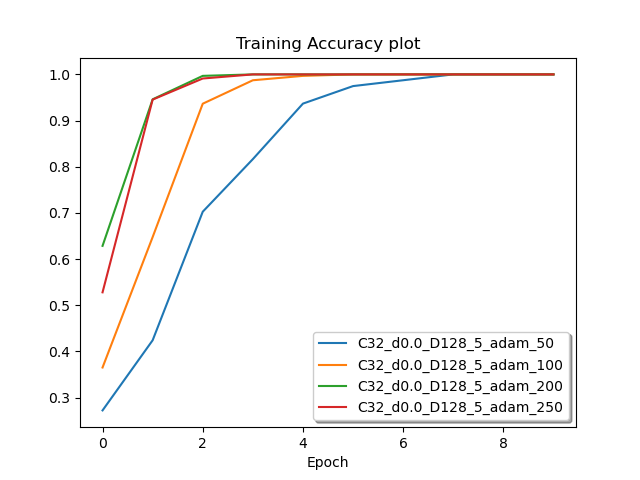 Training Accuracy plot
1.0
0.9
0.8
0.7
0.6
0.5
0.4
0.3
C32_d0.0_D128_5_adam_50
C32_d0.0_D128_5_adam_100
C32_d0.0_D128_5_adam_200
C32_d0.0_D128_5_adam_250
0 2 4 6 8
Epoch